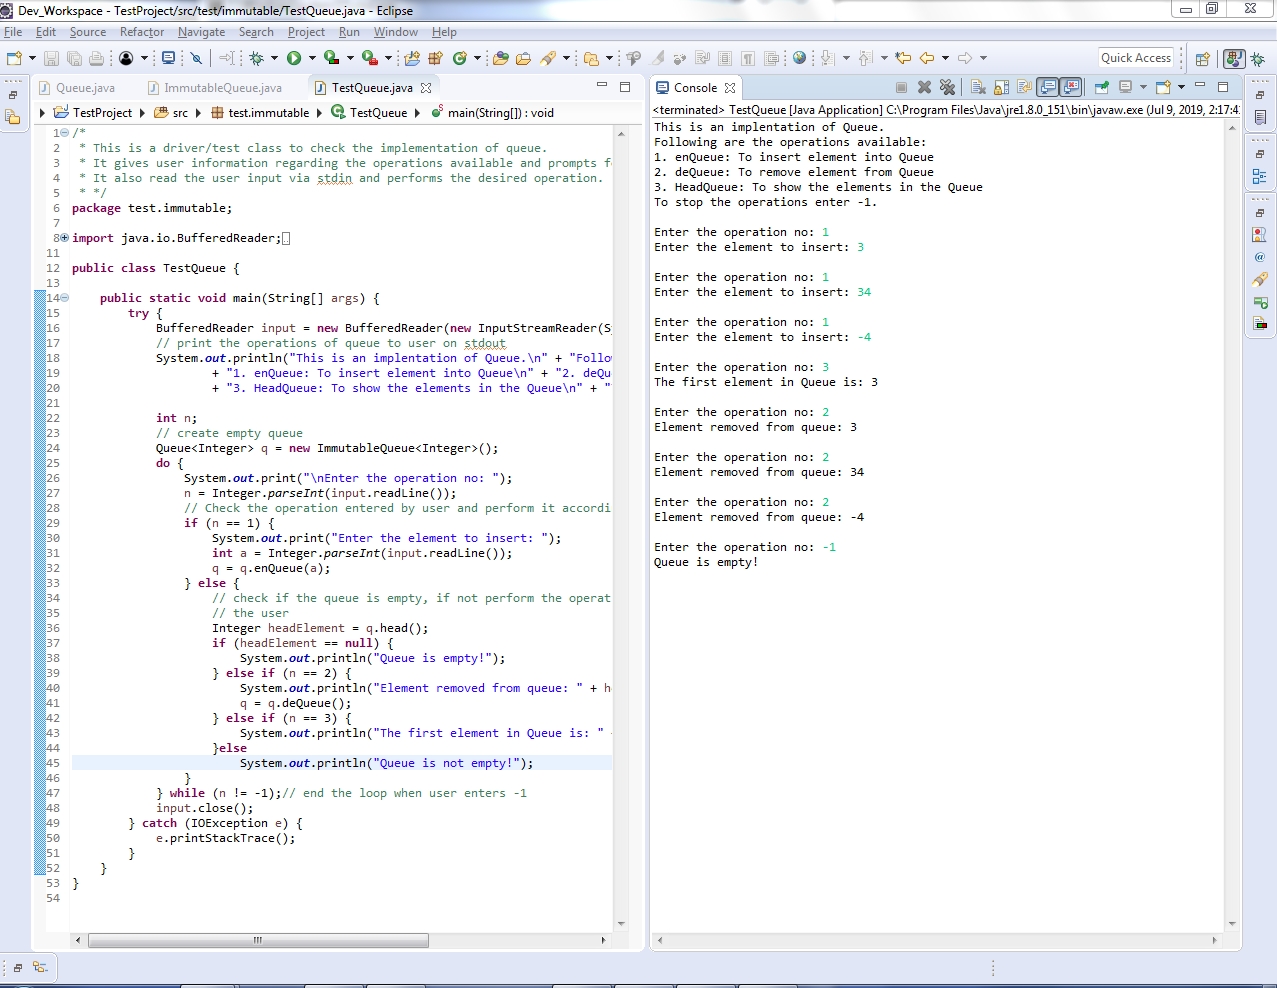 Dev_Workspace - TestProject/src/test/immutable/TestQueue.java - Eclipse
File Edit Source Refactor Navigate Search Project Run Window Help
Quick Access
Queue.java ImmutableQueue.java TestQueue.java
TestProject src test.immutable TestQueue main(String[]) : void
1 /*
2 * This is a driver/test class to check the implementation of queue.
3 * It gives user information regarding the operations available and prompts f
4 * It also read the user input via stdin and performs the desired operation.
5 * */
6 package test.immutable;
7
8 import java.io.BufferedReader;
11
12 public class TestQueue {
13
14 public static void main(String[] args) {
15 try {
16 BufferedReader input = new BufferedReader(new InputStreamReader(S
17 // print the operations of queue to user on stdout
18 System.out.println("This is an implentation of Queue.\n" + "Follo
19 + "1. enQueue: To insert element into Queue\n" + "2. deQu
20 + "3. HeadQueue: To show the elements in the Queue\n" + "
21
22 int n;
23 // create empty queue
24 Queue<Integer> q = new ImmutableQueue<Integer>();
25 do {
26 System.out.print("\nEnter the operation no: ");
27 n = Integer.parseInt(input.readLine());
28 // Check the operation entered by user and perform it accordi
29 if (n == 1) {
30 System.out.print("Enter the element to insert: ");
31 int a = Integer.parseInt(input.readLine());
32 q = q.enQueue(a);
33 } else {
34 // check if the queue is empty, if not perform the operat
35 // the user
36 Integer headElement = q.head();
37 if (headElement == null) {
38 System.out.println("Queue is empty!");
39 } else if (n == 2) {
40 System.out.println("Element removed from queue: " + h
41 q = q.deQueue();
42 } else if (n == 3) {
43 System.out.println("The first element in Queue is: "
44 }else
45 System.out.println("Queue is not empty!");
46 }
47 } while (n != -1);// end the loop when user enters -1
48 input.close();
49 } catch (IOException e) {
50 e.printStackTrace();
51 }
52 }
53 }
54
Console
<terminated> TestQueue [Java Application] C:\Program Files\Java\jre1.8.0_151\bin\javaw.exe (Jul 9, 2019, 2:17:4
This is an implentation of Queue.
Following are the operations available:
1. enQueue: To insert element into Queue
2. deQueue: To remove element from Queue
3. HeadQueue: To show the elements in the Queue
To stop the operations enter -1.
Enter the operation no: 1
Enter the element to insert: 3
Enter the operation no: 1
Enter the element to insert: 34
Enter the operation no: 1
Enter the element to insert: -4
Enter the operation no: 3
The first element in Queue is: 3
Enter the operation no: 2
Element removed from queue: 3
Enter the operation no: 2
Element removed from queue: 34
Enter the operation no: 2
Element removed from queue: -4
Enter the operation no: -1
Queue is empty!